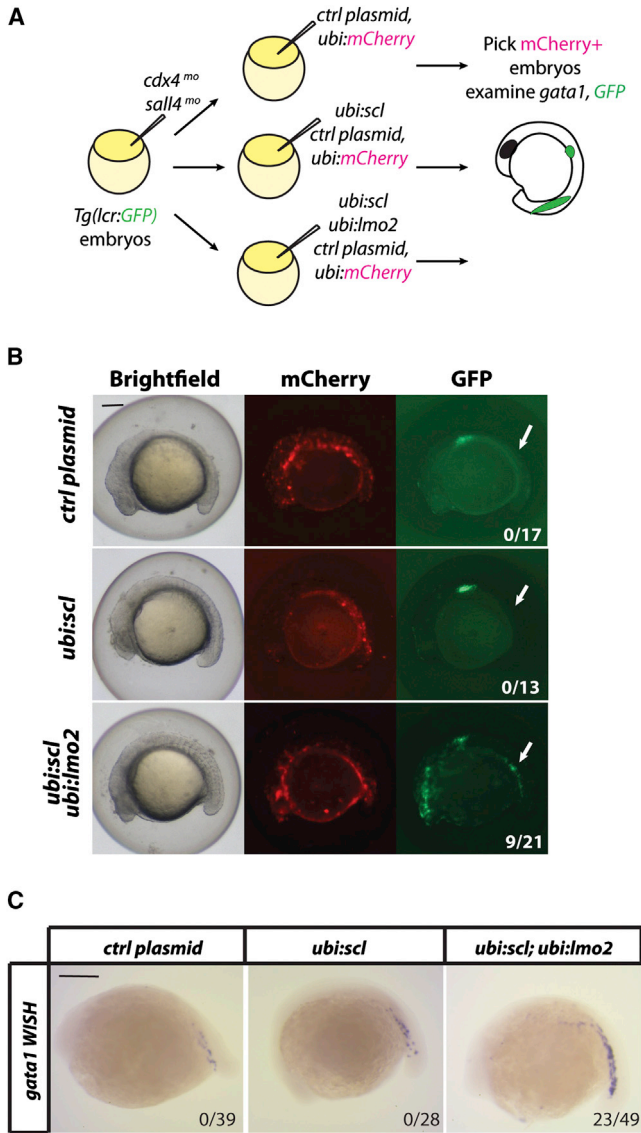 A
cdx4 mo
sall4 mo
Tg(lcr:GFP)
embryos
ctrl plasmid,
ubi:mCherry
ubi:scl
ctrl plasmid,
ubi:mCherry
ubi:scl
ubi:lmo2
ctrl plasmid,
ubi:mCherry
Pick mCherry+
embryos
examine gata1, GFP
B
Brightfield
mCherry
GFP
ctrl plasmid
0/17
ubi:scl
0/13
ubi:scl
ubi:lmo2
9/21
C
ctrl plasmid
ubi:scl
ubi:scl; ubi:lmo2
gata1 WISH
0/39
0/28
23/49